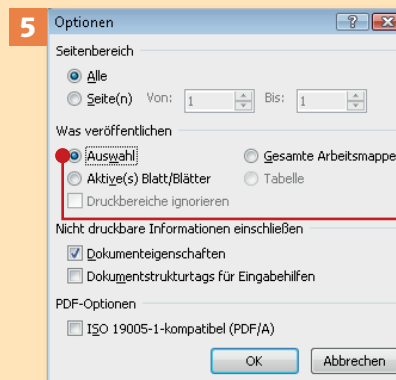 5
Optionen
Seitenbereich
Alle
Seite(n) Von: 1 Bis: 1
Was veröffentlichen
Auswahl Gesamte Arbeitsmappe
Aktive(s) Blatt/Blätter Tabelle
Druckbereiche ignorieren
Nicht druckbare Informationen einschließen
Dokumenteigenschaften
Dokumentstrukturtags für Eingabehilfen
PDF-Optionen
ISO 19005-1-kompatibel (PDF/A)
OK Abbrechen